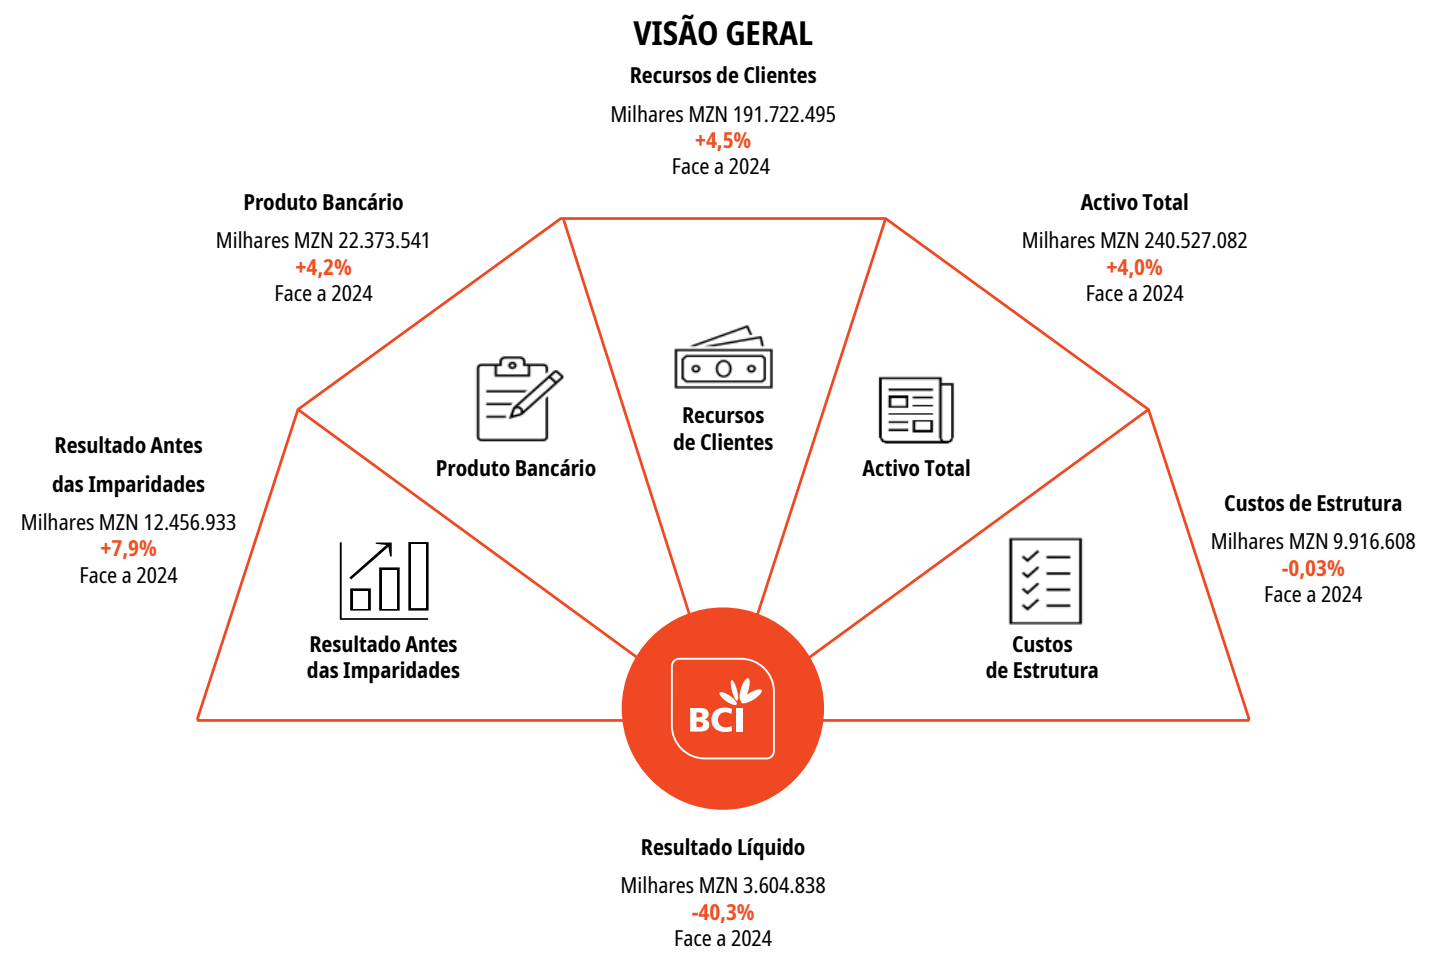 VISÃO GERAL
Recursos de Clientes
Milhares MZN 191.722.495
+4,5%
Face a 2024
Produto Bancário
Milhares MZN 22.373.541
+4,2%
Face a 2024
Activo Total
Milhares MZN 240.527.082
+4,0%
Face a 2024
Resultado Antes
das Imparidades
Milhares MZN 12.456.933
+7,9%
Face a 2024
Custos de Estrutura
Milhares MZN 9.916.608
-0,03%
Face a 2024
Produto Bancário
Recursos
de Clientes
Activo Total
Resultado Antes
das Imparidades
Custos
de Estrutura
BCI
Resultado Líquido
Milhares MZN 3.604.838
-40,3%
Face a 2024